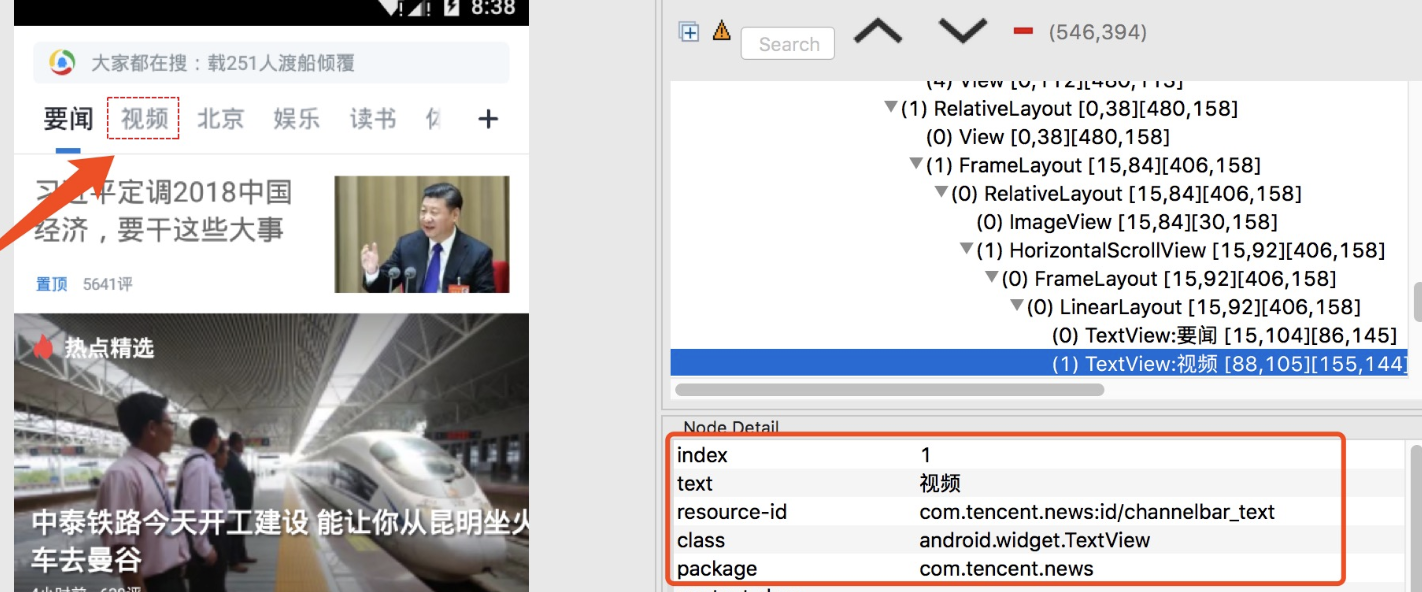 8:38
大家都在搜：载251人渡船倾覆
要闻 视频 北京 娱乐 读书
习近平定调2018中国
经济，要干这些大事
置顶 5641评
热点精选
中泰铁路今天开工建设 能让你从昆明坐火
车去曼谷
Search
(546,394)
(4) View [0,112][480,113]
(1) RelativeLayout [0,38][480,158]
(0) View [0,38][480,158]
(1) FrameLayout [15,84][406,158]
(0) RelativeLayout [15,84][406,158]
(0) ImageView [15,84][30,158]
(1) HorizontalScrollView [15,92][406,158]
(0) FrameLayout [15,92][406,158]
(0) LinearLayout [15,92][406,158]
(0) TextView:要闻 [15,104][86,145]
(1) TextView:视频 [88,105][155,144]
Node Detail
index 1
text 视频
resource-id com.tencent.news:id/channelbar_text
class android.widget.TextView
package com.tencent.news